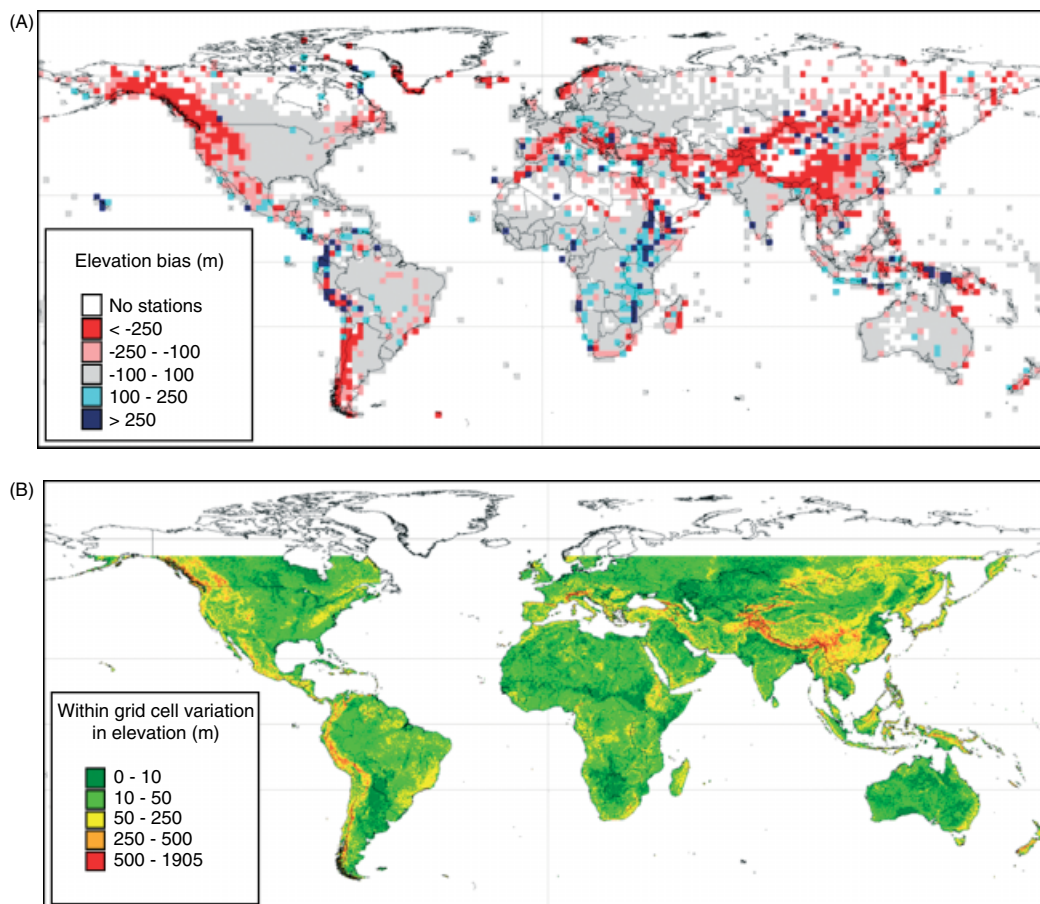 (A)
Elevation bias (m)
No stations
< -250
-250 - -100
-100 - 100
100 - 250
> 250
(B)
Within grid cell variation
in elevation (m)
0 - 10
10 - 50
50 - 250
250 - 500
500 - 1905